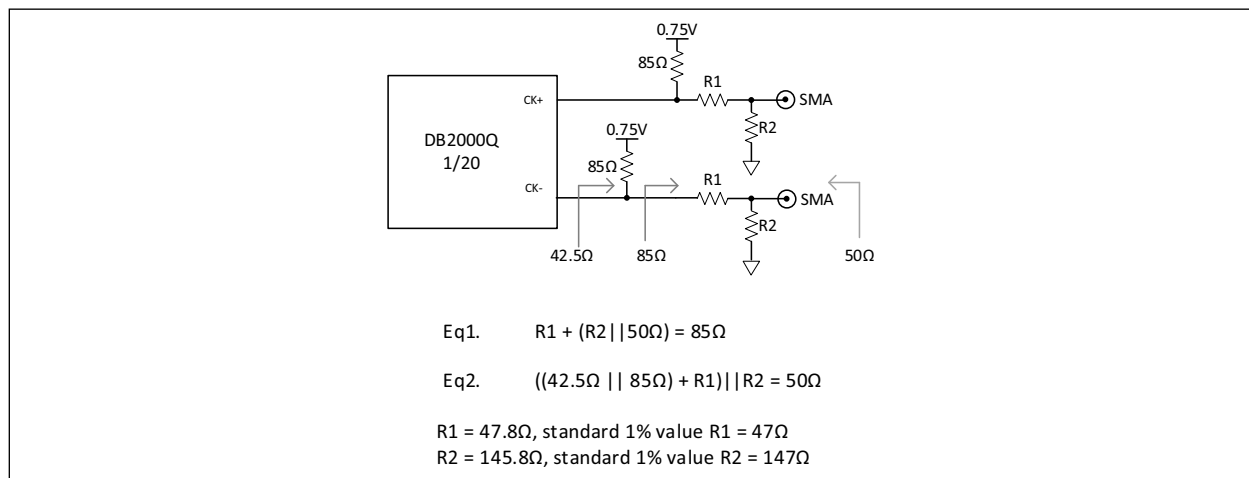 0.75V
85Ω
R1
CK+
SMA
R2
DB2000Q
1/20
0.75V
85Ω
R1
CK-
SMA
R2
42.5Ω
85Ω
50Ω
Eq1. R1 + (R2||50Ω) = 85Ω
Eq2. ((42.5Ω || 85Ω) + R1)||R2 = 50Ω
R1 = 47.8Ω, standard 1% value R1 = 47Ω
R2 = 145.8Ω, standard 1% value R2 = 147Ω